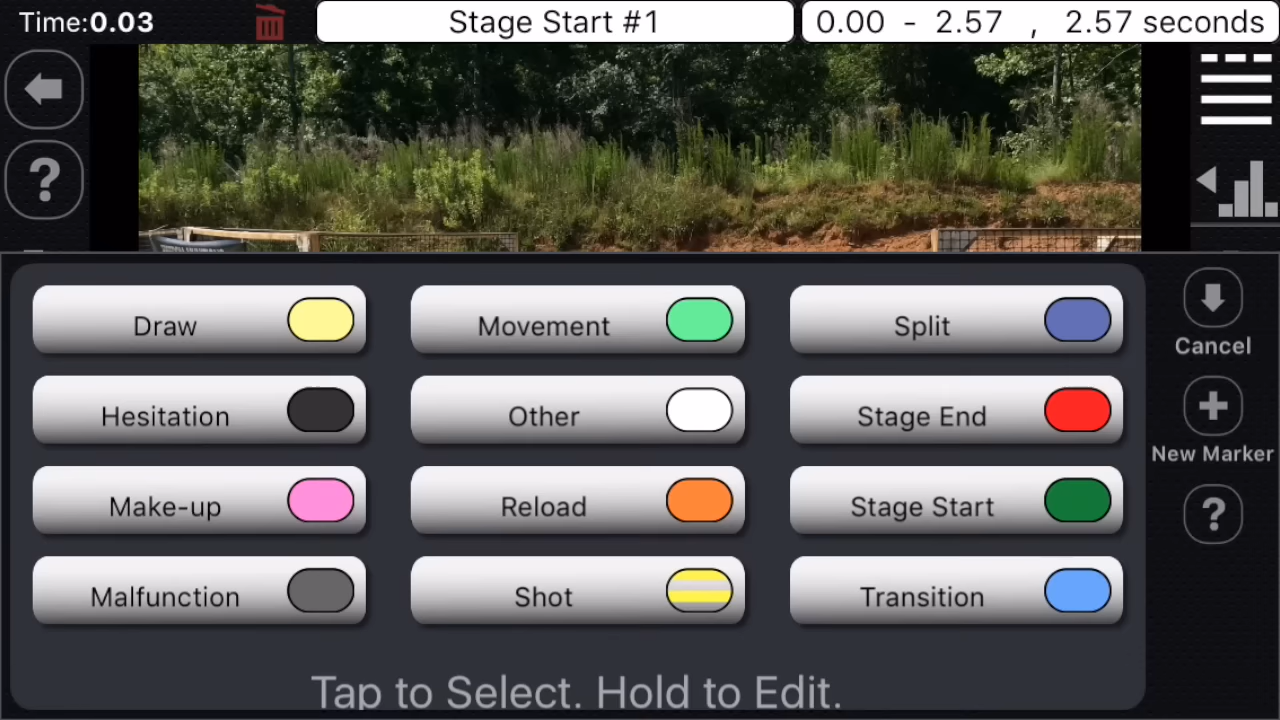 Time:0.03
Stage Start #1
0.00 - 2.57 , 2.57 seconds
?
Draw
Movement
Split
Cancel
Hesitation
Other
Stage End
New Marker
Make-up
Reload
Stage Start
?
Malfunction
Shot
Transition
Tap to Select. Hold to Edit.